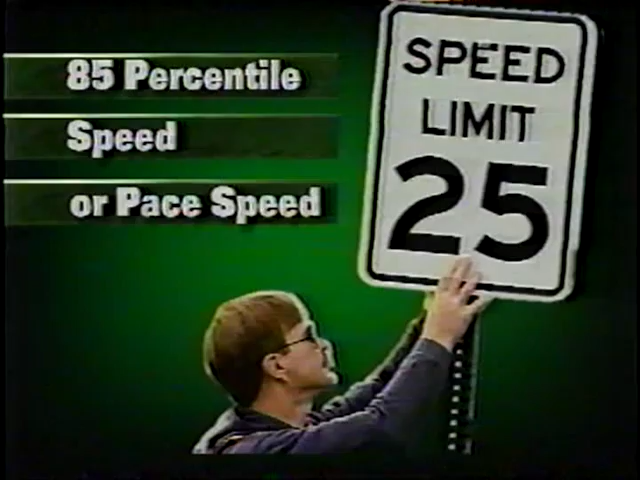 85 Percentile
Speed
or Pace Speed
SPEED
LIMIT
25